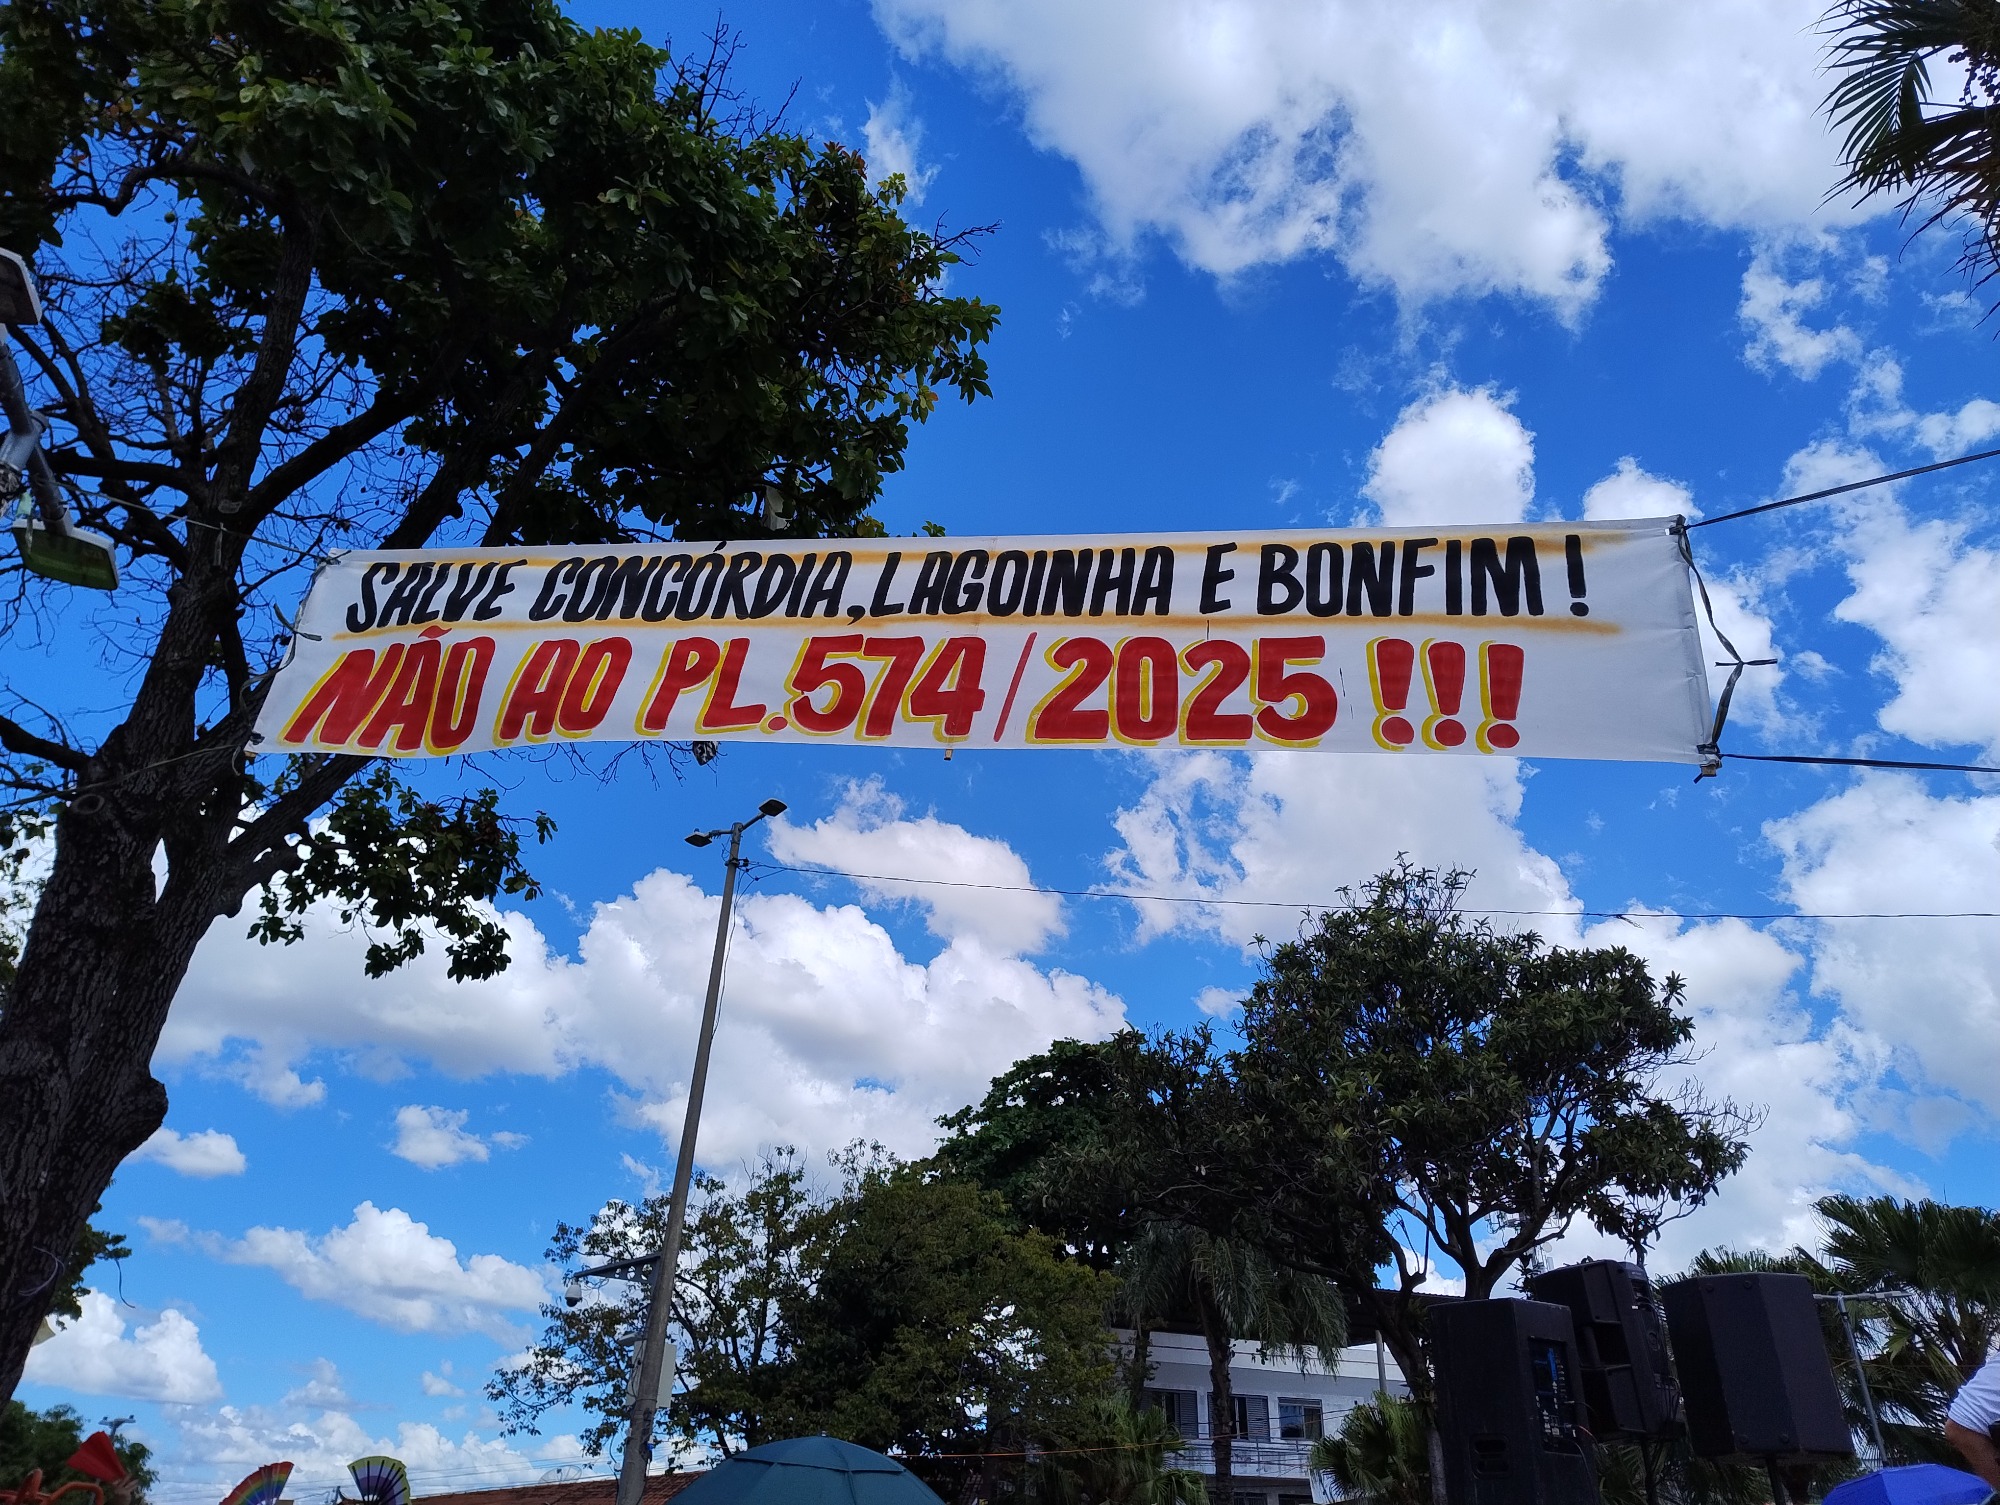 SALVE CONCÓRDIA, LAGOINHA E BONFIM!
NÃO AO PL.574/2025 !!!